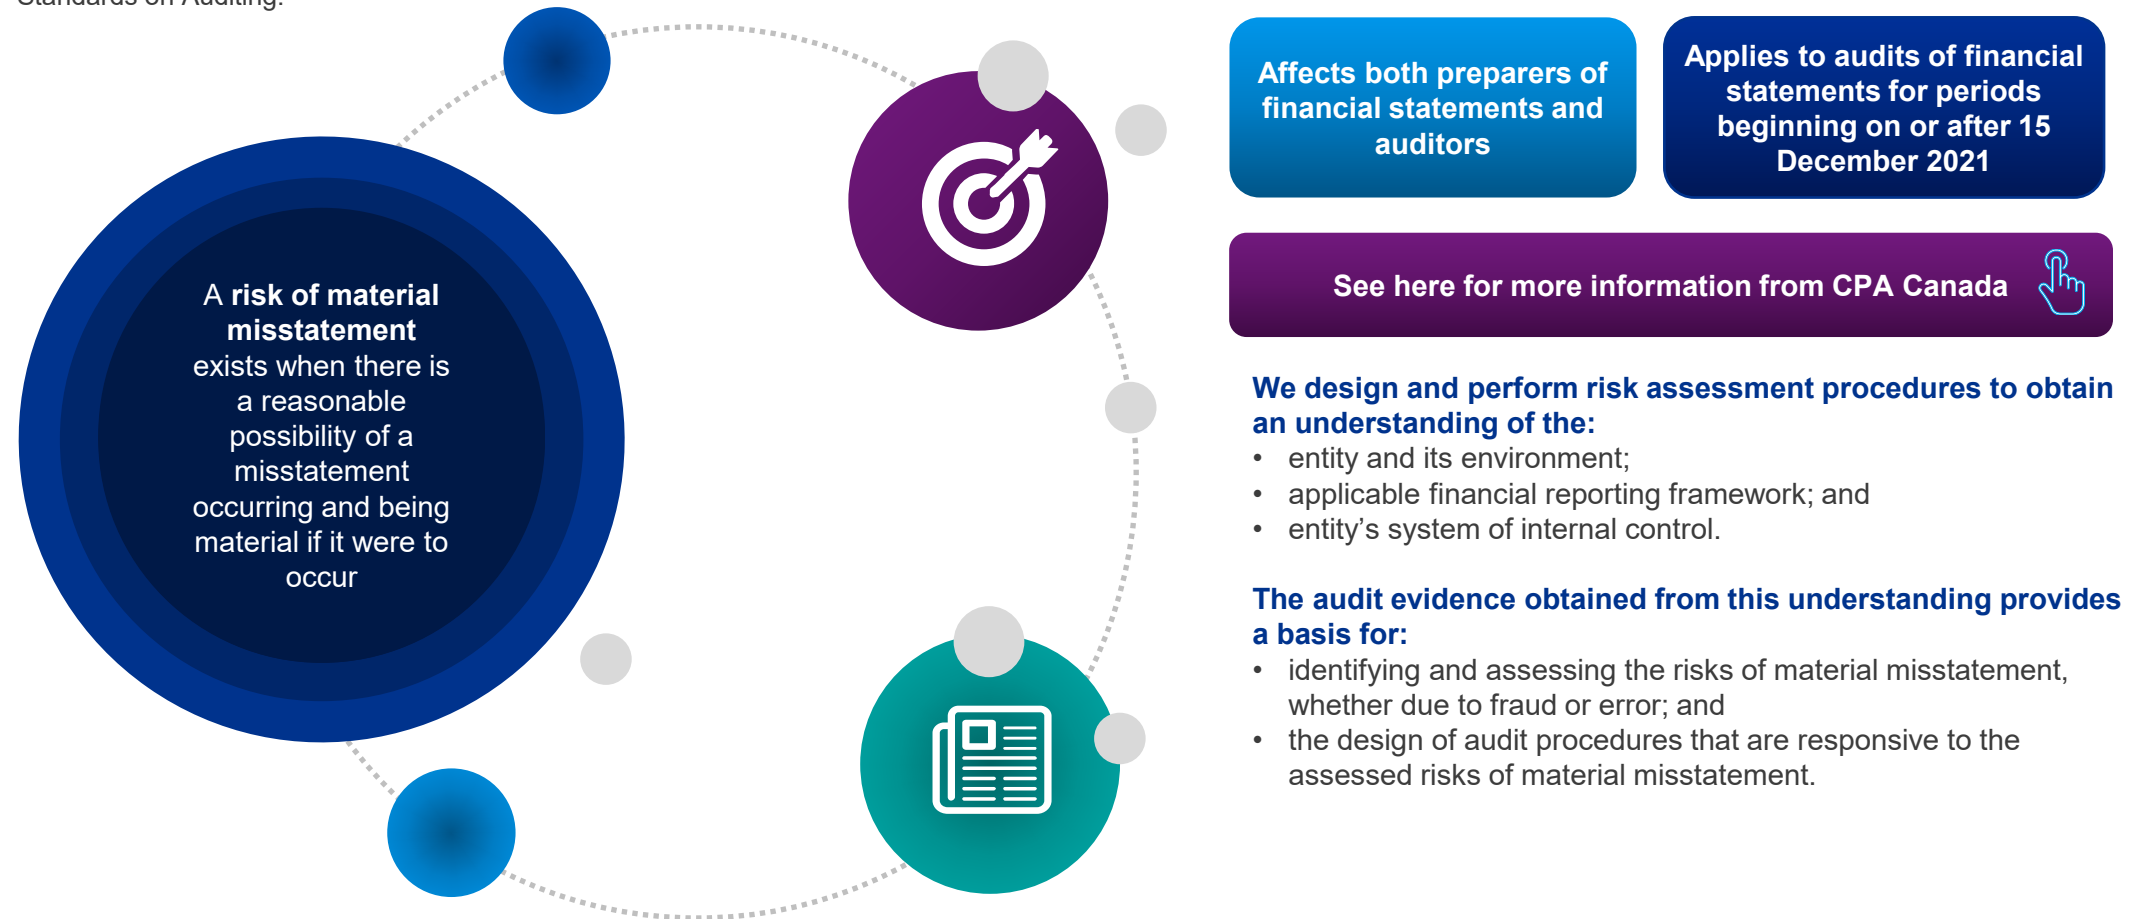 Standards on Auditing.
A risk of material
misstatement
exists when there is
a reasonable
possibility of a
misstatement
occurring and being
material if it were to
occur
Affects both preparers of
financial statements and
auditors
Applies to audits of financial
statements for periods
beginning on or after 15
December 2021
See here for more information from CPA Canada
We design and perform risk assessment procedures to obtain
an understanding of the:
• entity and its environment;
• applicable financial reporting framework; and
• entity’s system of internal control.
The audit evidence obtained from this understanding provides
a basis for:
• identifying and assessing the risks of material misstatement,
whether due to fraud or error; and
• the design of audit procedures that are responsive to the
assessed risks of material misstatement.